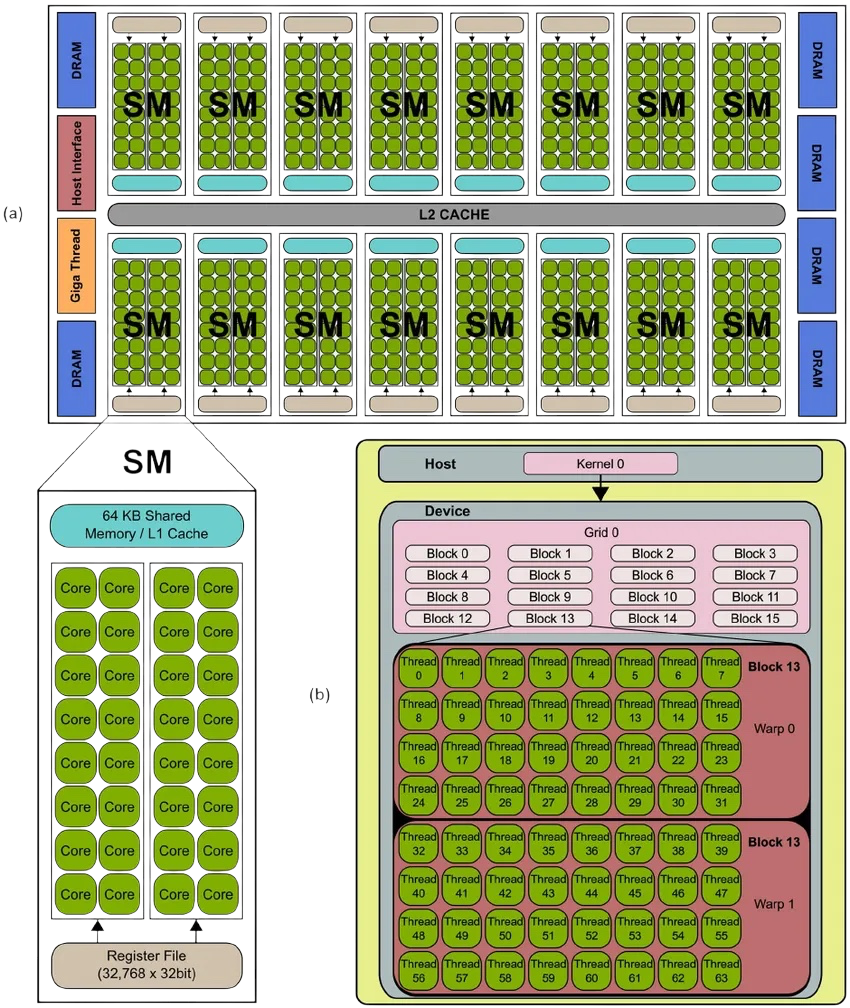 (a)
DRAM
Host Interface
Giga Thread
DRAM
SM SM SM SM SM SM SM SM
L2 CACHE
SM SM SM SM SM SM SM SM
DRAM
DRAM
DRAM
DRAM
SM
64 KB Shared
Memory / L1 Cache
Core Core Core Core
Core Core Core Core
Core Core Core Core
Core Core Core Core
Core Core Core Core
Core Core Core Core
Core Core Core Core
Core Core Core Core
Register File
(32,768 x 32bit)
(b)
Host
Kernel 0
Device
Grid 0
Block 0 Block 1 Block 2 Block 3
Block 4 Block 5 Block 6 Block 7
Block 8 Block 9 Block 10 Block 11
Block 12 Block 13 Block 14 Block 15
Thread Thread Thread Thread Thread Thread Thread Thread
0 1 2 3 4 5 6 7
Block 13
Thread Thread Thread Thread Thread Thread Thread Thread
8 9 10 11 12 13 14 15
Warp 0
Thread Thread Thread Thread Thread Thread Thread Thread
16 17 18 19 20 21 22 23
Thread Thread Thread Thread Thread Thread Thread Thread
24 25 26 27 28 29 30 31
Thread Thread Thread Thread Thread Thread Thread Thread
32 33 34 35 36 37 38 39
Block 13
Thread Thread Thread Thread Thread Thread Thread Thread
40 41 42 43 44 45 46 47
Warp 1
Thread Thread Thread Thread Thread Thread Thread Thread
48 49 50 51 52 53 54 55
Thread Thread Thread Thread Thread Thread Thread Thread
56 57 58 59 60 61 62 63